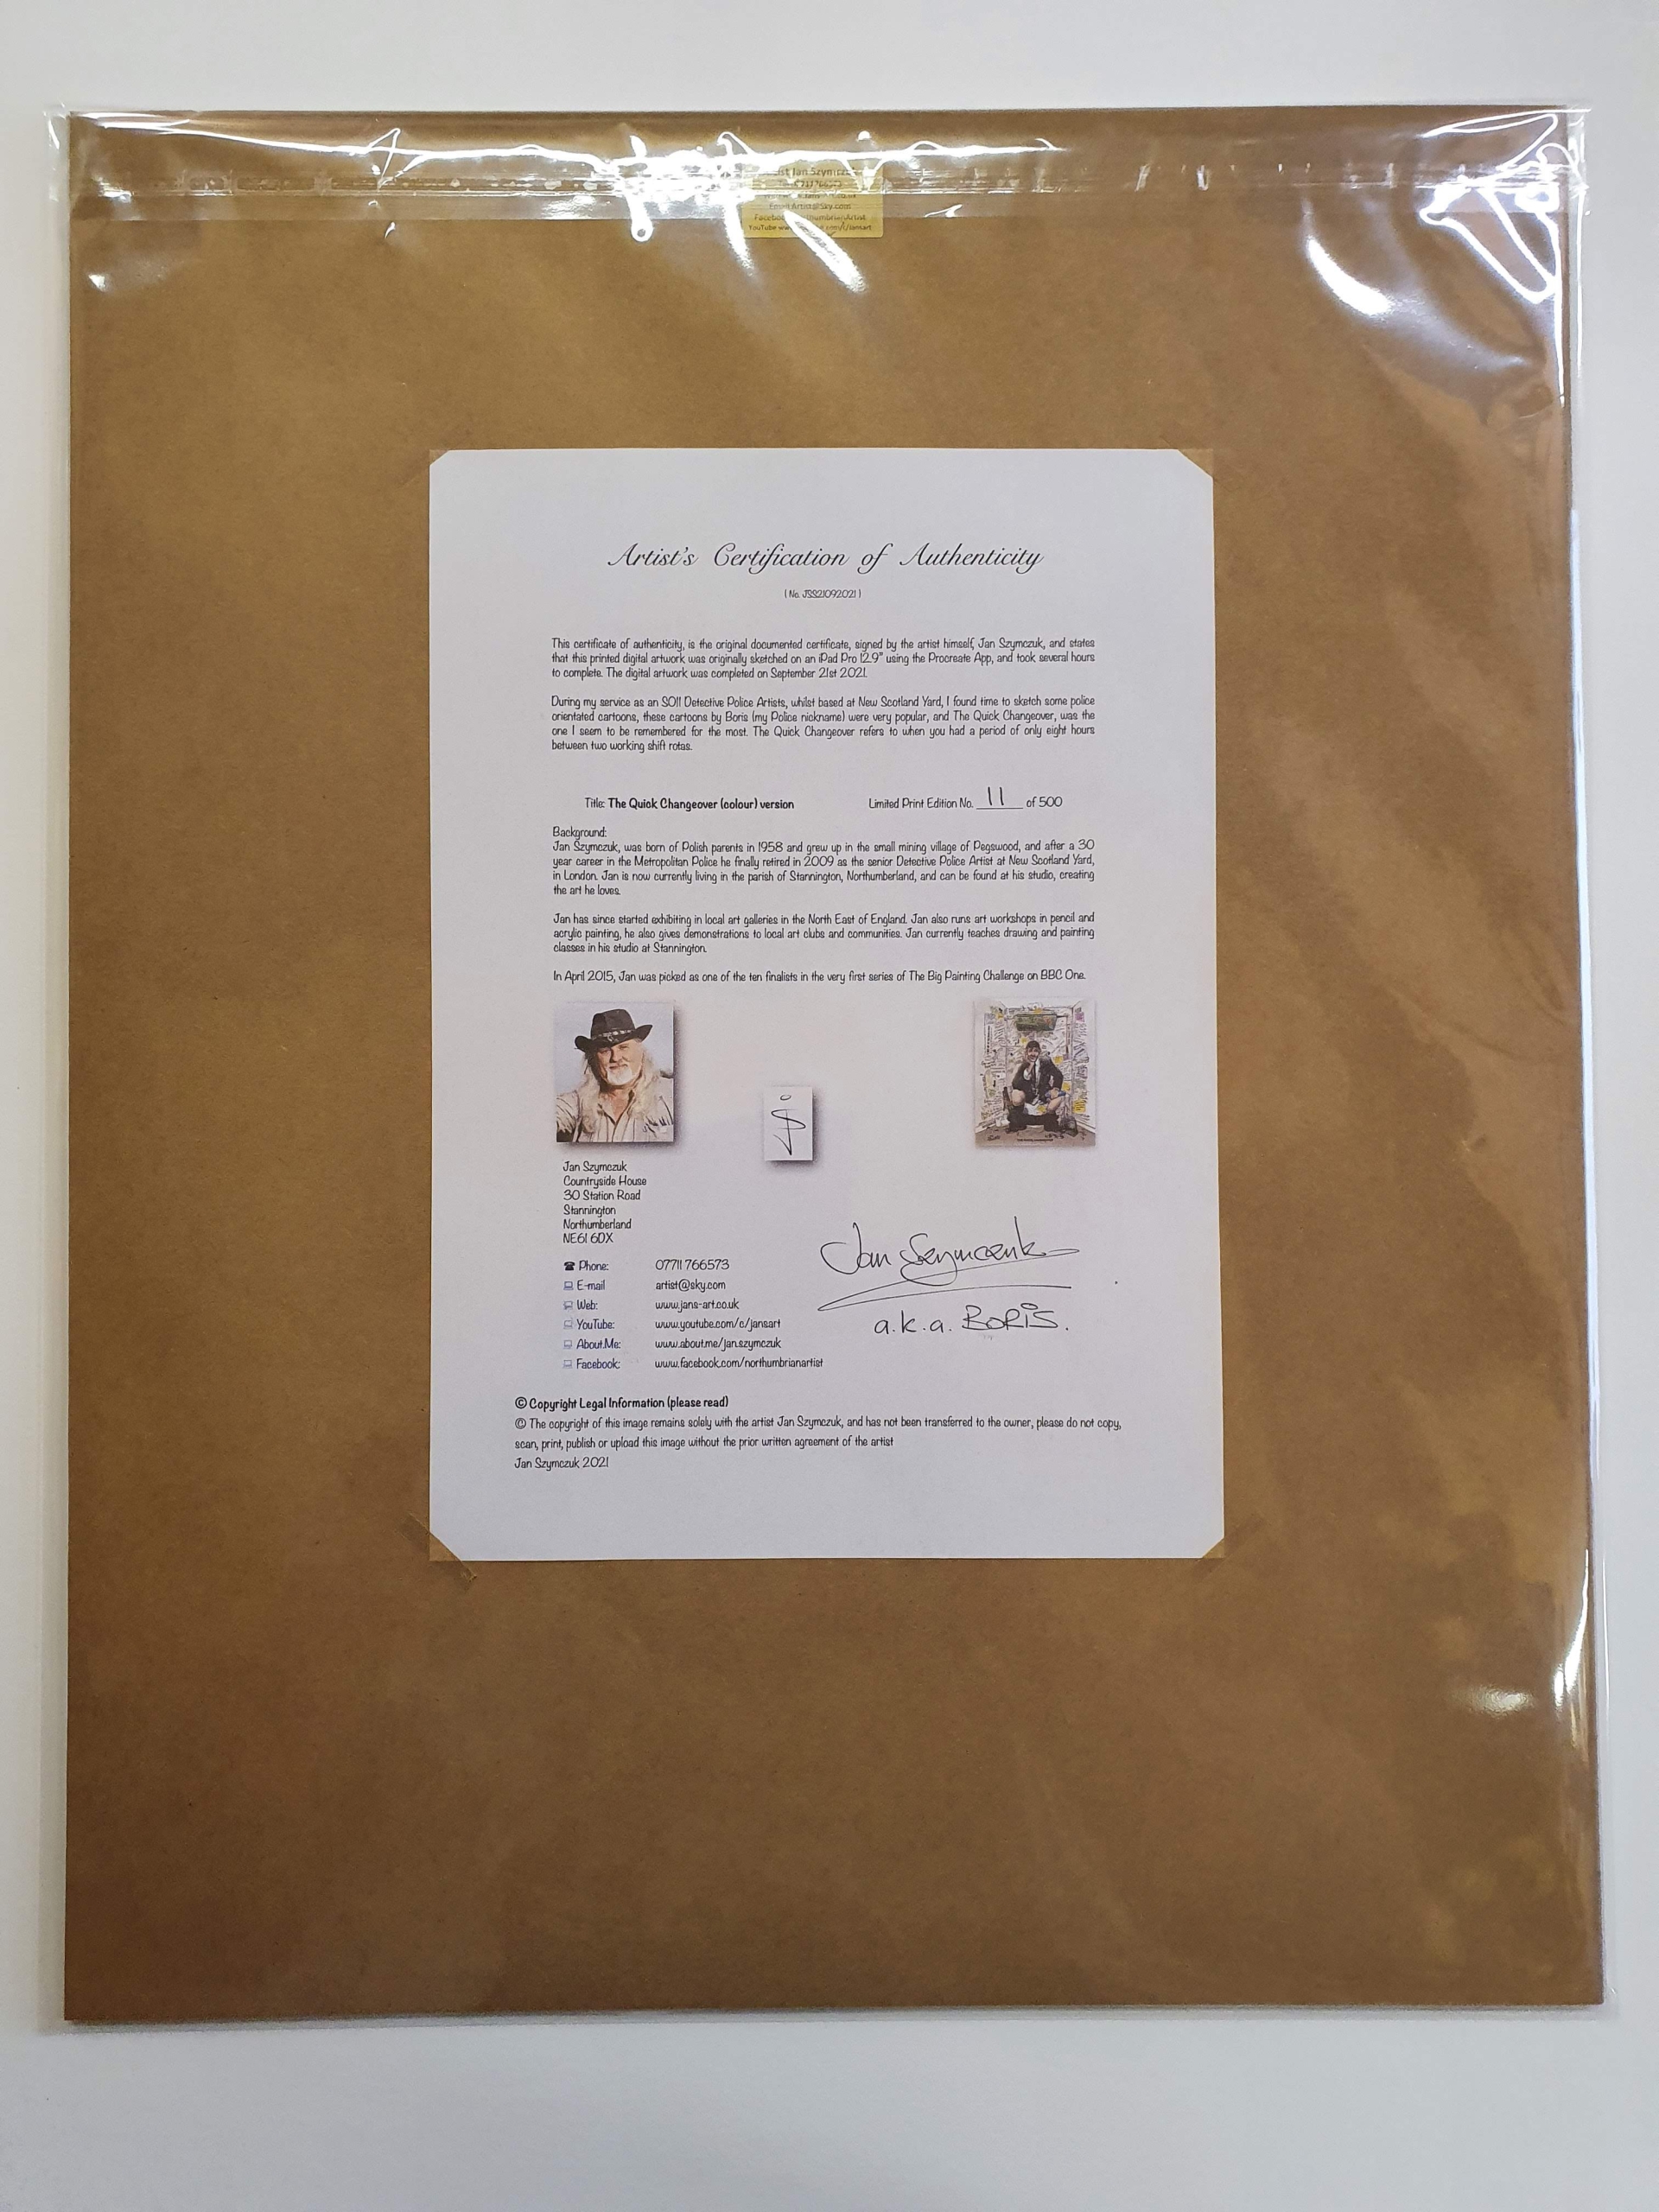 ist Jan Szymcz
Email Artist@Sky.com
YouTube
Artist's Certification of Authenticity
( No. JSS21092021 )
This certificate of authenticity, is the original documented certificate, signed by the artist himself, Jan Szymczuk, and states
that this printed digital artwork was originally sketched on an iPad Pro 12.9" using the Procreate App, and took several hours
to complete. The digital artwork was completed on September 21st 2021.
During my service as an SO11 Detective Police Artists, whilst based at New Scotland Yard, I found time to sketch some police
orientated cartoons, these cartoons by Boris (my Police nickname) were very popular, and The Quick Changeover, was the
one I seem to be remembered for the most. The Quick Changeover refers to when you had a period of only eight hours
between two working shift rotas.
Title: The Quick Changeover (colour) version Limited Print Edition No. 11 of 500
Background:
Jan Szymczuk, was born of Polish parents in 1958 and grew up in the small mining village of Pegswood, and after a 30
year career in the Metropolitan Police he finally retired in 2009 as the senior Detective Police Artist at New Scotland Yard,
in London. Jan is now currently living in the parish of Stannington, Northumberland, and can be found at his studio, creating
the art he loves.
Jan has since started exhibiting in local art galleries in the North East of England. Jan also runs art workshops in pencil and
acrylic painting, he also gives demonstrations to local art clubs and communities. Jan currently teaches drawing and painting
classes in his studio at Stannington.
In April 2015, Jan was picked as one of the ten finalists in the very first series of The Big Painting Challenge on BBC One.
Jan Szymczuk
Countryside House
30 Station Road
Stannington
Northumberland
NE61 6DX
Phone: 07711 766573
E-mail artist@sky.com
Web: www.jans-art.co.uk
YouTube: www.youtube.com/c/jansart
About.Me: www.about.me/jan.szymczuk
Facebook: www.facebook.com/northumbrianartist
Jan Szymczuk
a.k.a. BORIS.
© Copyright Legal Information (please read)
© The copyright of this image remains solely with the artist Jan Szymczuk, and has not been transferred to the owner, please do not copy,
scan, print, publish or upload this image without the prior written agreement of the artist
Jan Szymczuk 2021